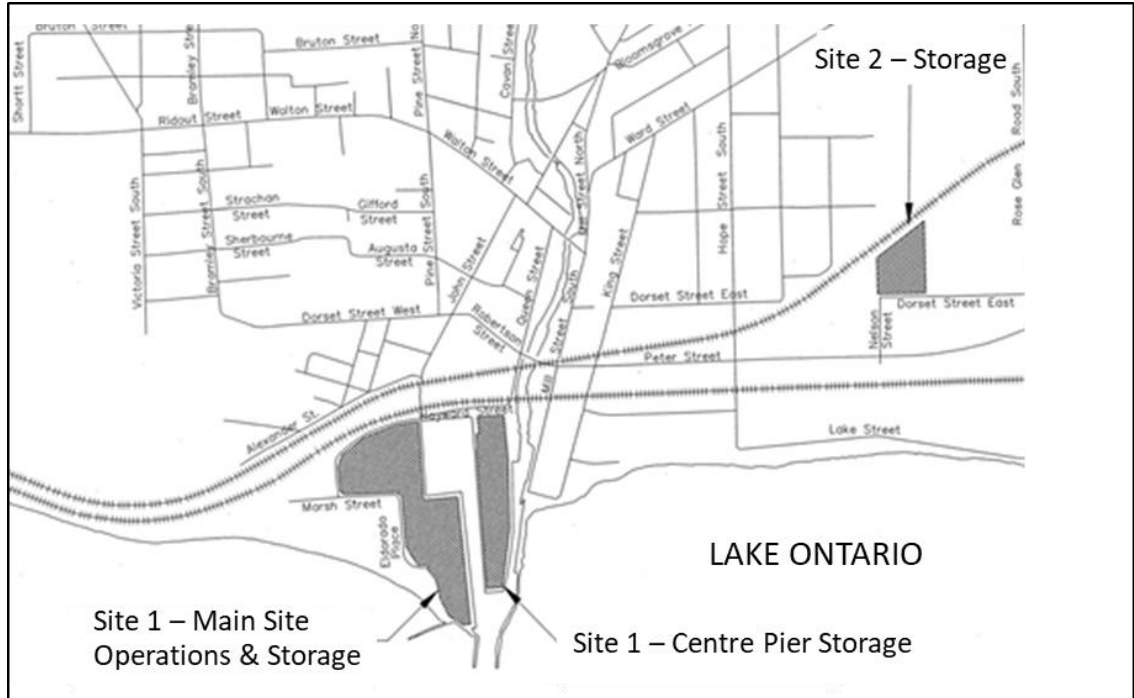 Bruton Street
Bruton Street
Shortt Street
Bramley Stre
Pine Street No
Cavan Stree
Bloomsgrove
Site 2 – Storage
Ridout Street
Walton Street
Walton Street
Ward Street
Street North
Hope Street South
Rose Glen Road South
Victoria Street South
Bramley Street South
Strachan
Street
Gifford
Street
Sherbourne
Street
Augusta
Street
Pine Street South
John Street
Queen Street
Mill Street South
King Street
Dorset Street West
Robertson
Street
Dorset Street East
Dorset Street East
Nelson
Street
Peter Street
Alexander St.
Hayward Street
Lake Street
Marsh Street
Eldorado
Place
LAKE ONTARIO
Site 1 – Main Site
Operations & Storage
Site 1 – Centre Pier Storage